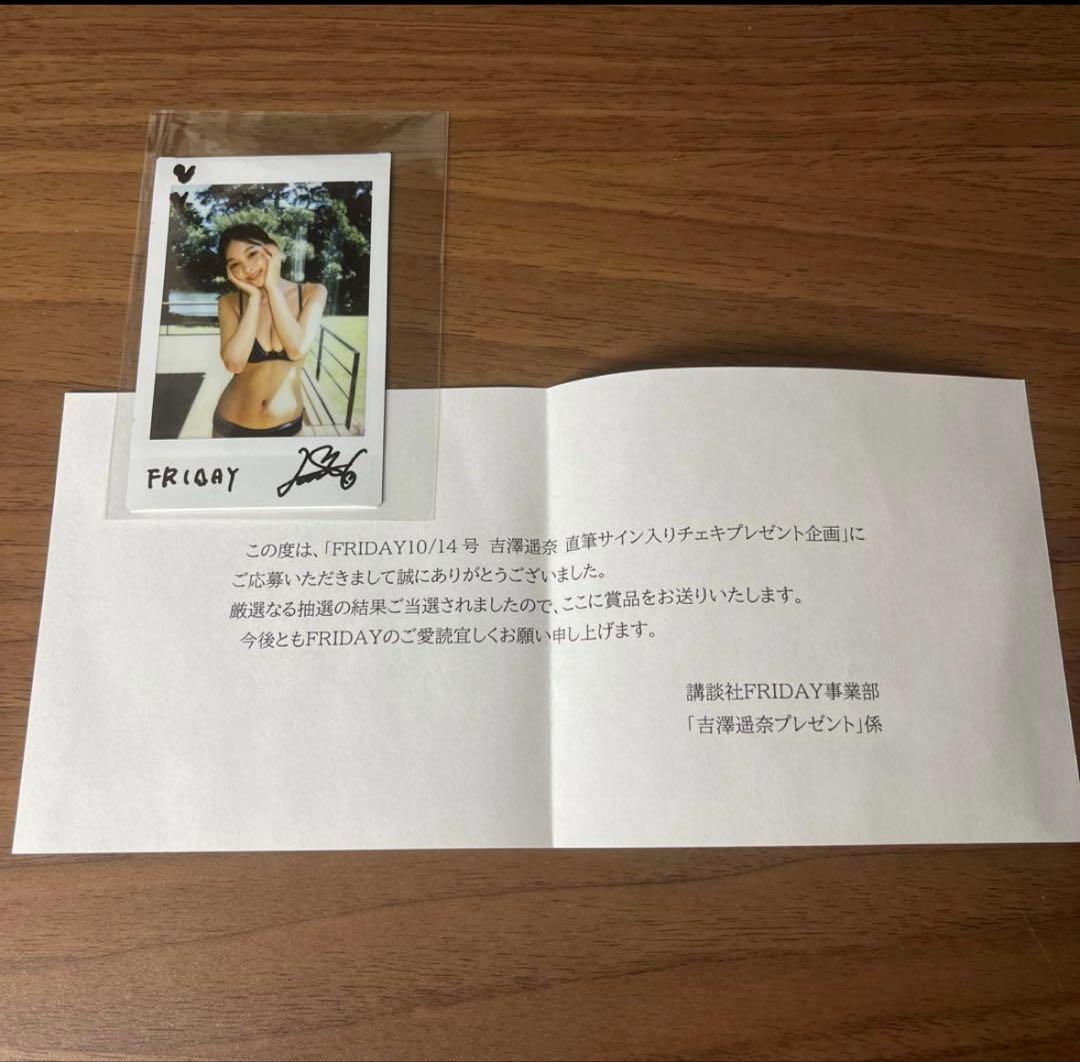 FRIDAY
この度は、「FRIDAY10/14号 吉澤遥奈 直筆サイン入りチェキプレゼント企画」に
ご応募いただきまして誠にありがとうございました。
厳選なる抽選の結果ご当選されましたので、ここに賞品をお送りいたします。
今後ともFRIDAYのご愛読宜しくお願い申し上げます。
講談社FRIDAY事業部
「吉澤遥奈プレゼント」係